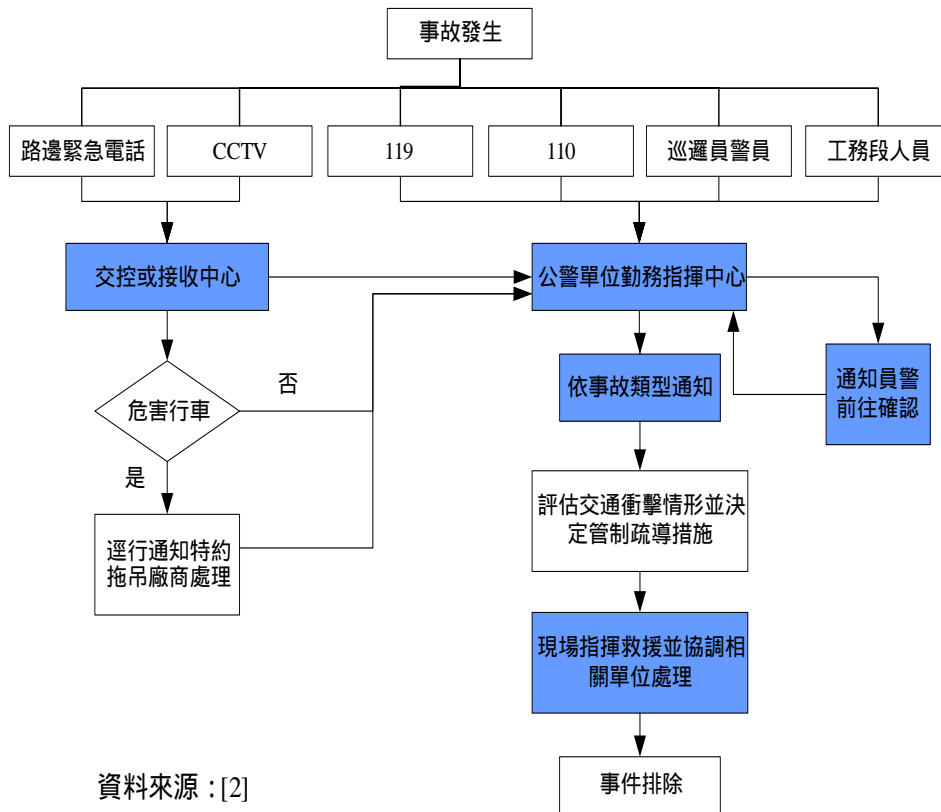 事故發生
路邊緊急電話
CCTV
119
110
巡邏員警員
工務段人員
交控或接收中心
公警單位勤務指揮中心
危害行車
否
依事故類型通知
通知員警
前往確認
是
逕行通知特約
拖吊廠商處理
評估交通衝擊情形並決
定管制疏導措施
現場指揮救援並協調相
關單位處理
事件排除
資料來源：[2]